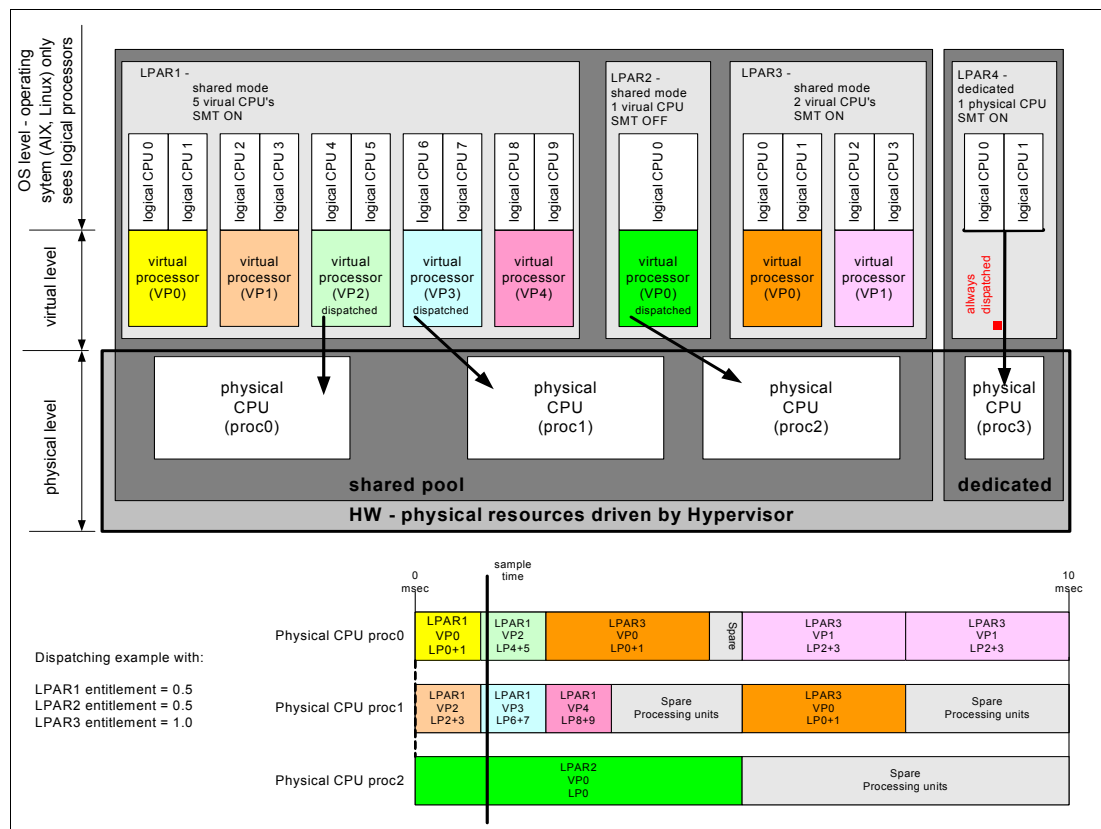 OS level - operating
sytem (AIX, Linux) only
sees logical processors
virtual level
physical level
LPAR1 -
shared mode
5 virual CPU's
SMT ON
LPAR2 -
shared mode
1 virual CPU
SMT OFF
LPAR3 -
shared mode
2 virual CPU's
SMT ON
LPAR4 -
dedicated
1 physical CPU
SMT ON
logical CPU 0
logical CPU 1
logical CPU 2
logical CPU 3
logical CPU 4
logical CPU 5
logical CPU 6
logical CPU 7
logical CPU 8
logical CPU 9
logical CPU 0
logical CPU 0
logical CPU 1
logical CPU 2
logical CPU 3
logical CPU 0
logical CPU 1
virtual
processor
(VP0)
virtual
processor
(VP1)
virtual
processor
(VP2)
dispatched
virtual
processor
(VP3)
dispatched
virtual
processor
(VP4)
virtual
processor
(VP0)
dispatched
virtual
processor
(VP0)
virtual
processor
(VP1)
allways
dispatched
physical
CPU
(proc0)
physical
CPU
(proc1)
physical
CPU
(proc2)
physical
CPU
(proc3)
shared pool
dedicated
HW - physical resources driven by Hypervisor
0
msec
sample
time
10
msec
Dispatching example with:
LPAR1 entitlement = 0.5
LPAR2 entitlement = 0.5
LPAR3 entitlement = 1.0
Physical CPU proc0
LPAR1
VP0
LP0+1
LPAR1
VP2
LP4+5
LPAR3
VP0
LP0+1
Spare
LPAR3
VP1
LP2+3
LPAR3
VP1
LP2+3
Physical CPU proc1
LPAR1
VP2
LP2+3
LPAR1
VP3
LP6+7
LPAR1
VP4
LP8+9
Spare
Processing units
LPAR3
VP0
LP0+1
Spare
Processing units
Physical CPU proc2
LPAR2
VP0
LP0
Spare
Processing units